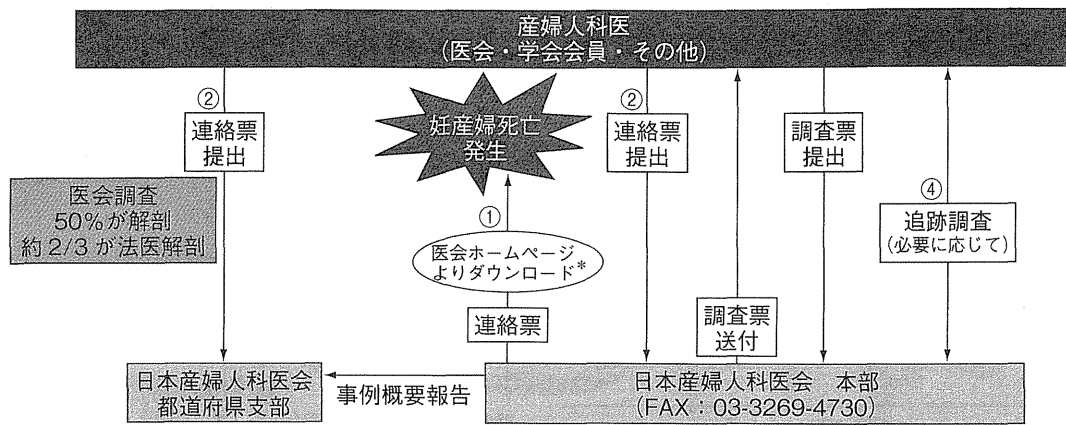 産婦人科医
(医会・学会会員・その他)
②
連絡票
提出
妊産婦死亡
発生
②
連絡票
提出
調査票
提出
医会調査
50%が解剖
約2/3が法医解剖
①
医会ホームページ
よりダウンロード*
連絡票
調査票
送付
④
追跡調査
(必要に応じて)
日本産婦人科医会
都道府県支部
事例概要報告
日本産婦人科医会 本部
(FAX:03-3269-4730)